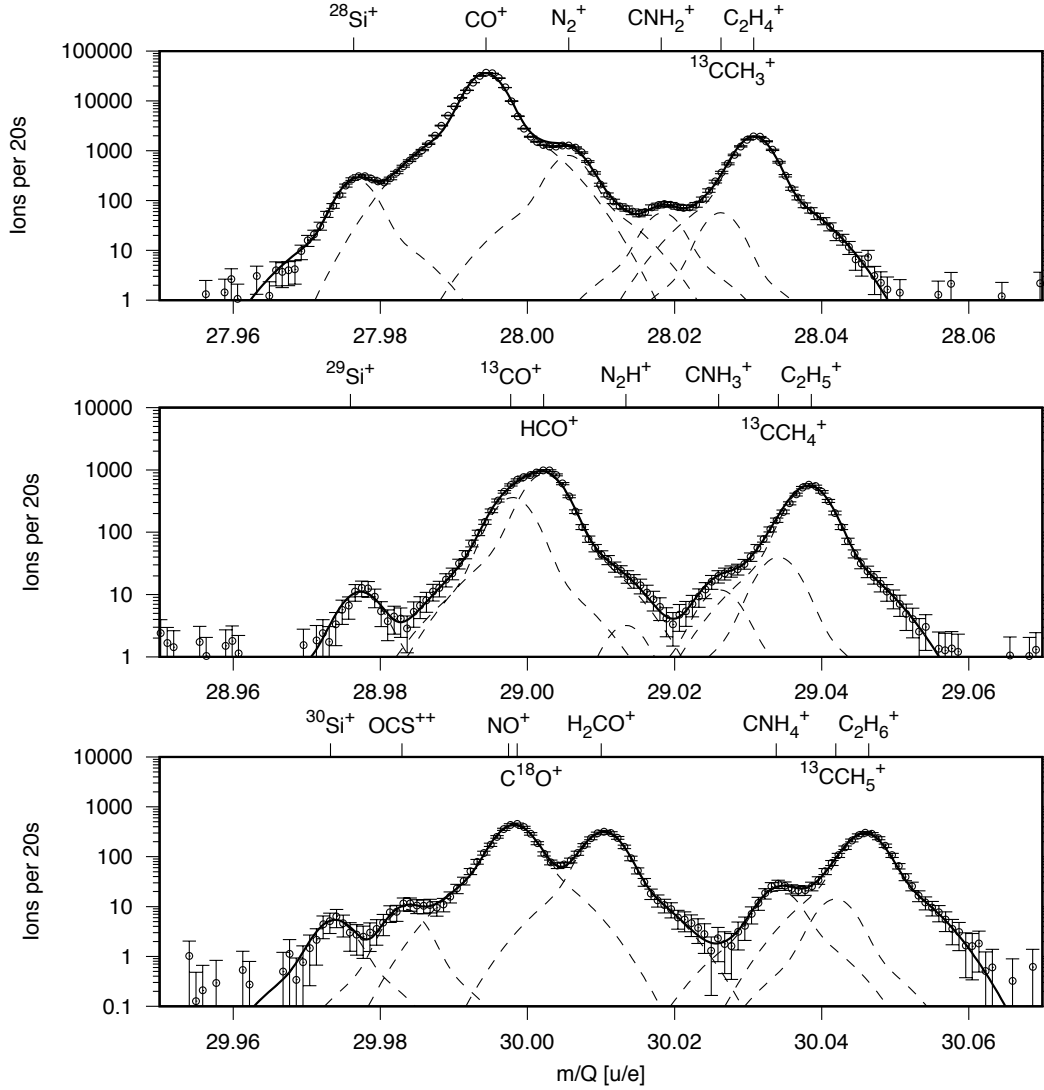 ²⁸Si⁺ CO⁺ N₂⁺ CNH₂⁺ C₂H₄⁺
¹³CCH₃⁺
100000
10000
1000
100
10
1
Ions per 20s
27.96 27.98 28.00 28.02 28.04 28.06
²⁹Si⁺ ¹³CO⁺ N₂H⁺ CNH₃⁺ C₂H₅⁺
HCO⁺ ¹³CCH₄⁺
10000
1000
100
10
1
Ions per 20s
28.96 28.98 29.00 29.02 29.04 29.06
³⁰Si⁺ OCS⁺⁺ NO⁺ H₂CO⁺ CNH₄⁺ C₂H₆⁺
C¹⁸O⁺ ¹³CCH₅⁺
10000
1000
100
10
1
0.1
Ions per 20s
29.96 29.98 30.00 30.02 30.04 30.06
m/Q [u/e]